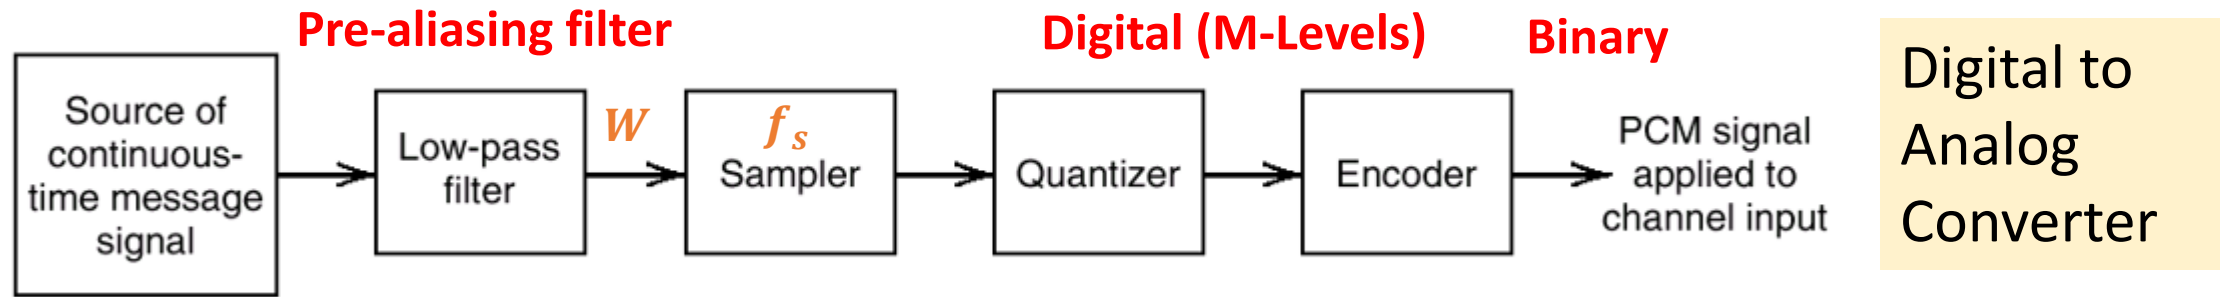 Pre-aliasing filter
Digital (M-Levels)
Binary
Source of
continuous-
time message
signal
Low-pass
filter
W
f s
Sampler
Quantizer
Encoder
PCM signal
applied to
channel input
Digital to
Analog
Converter